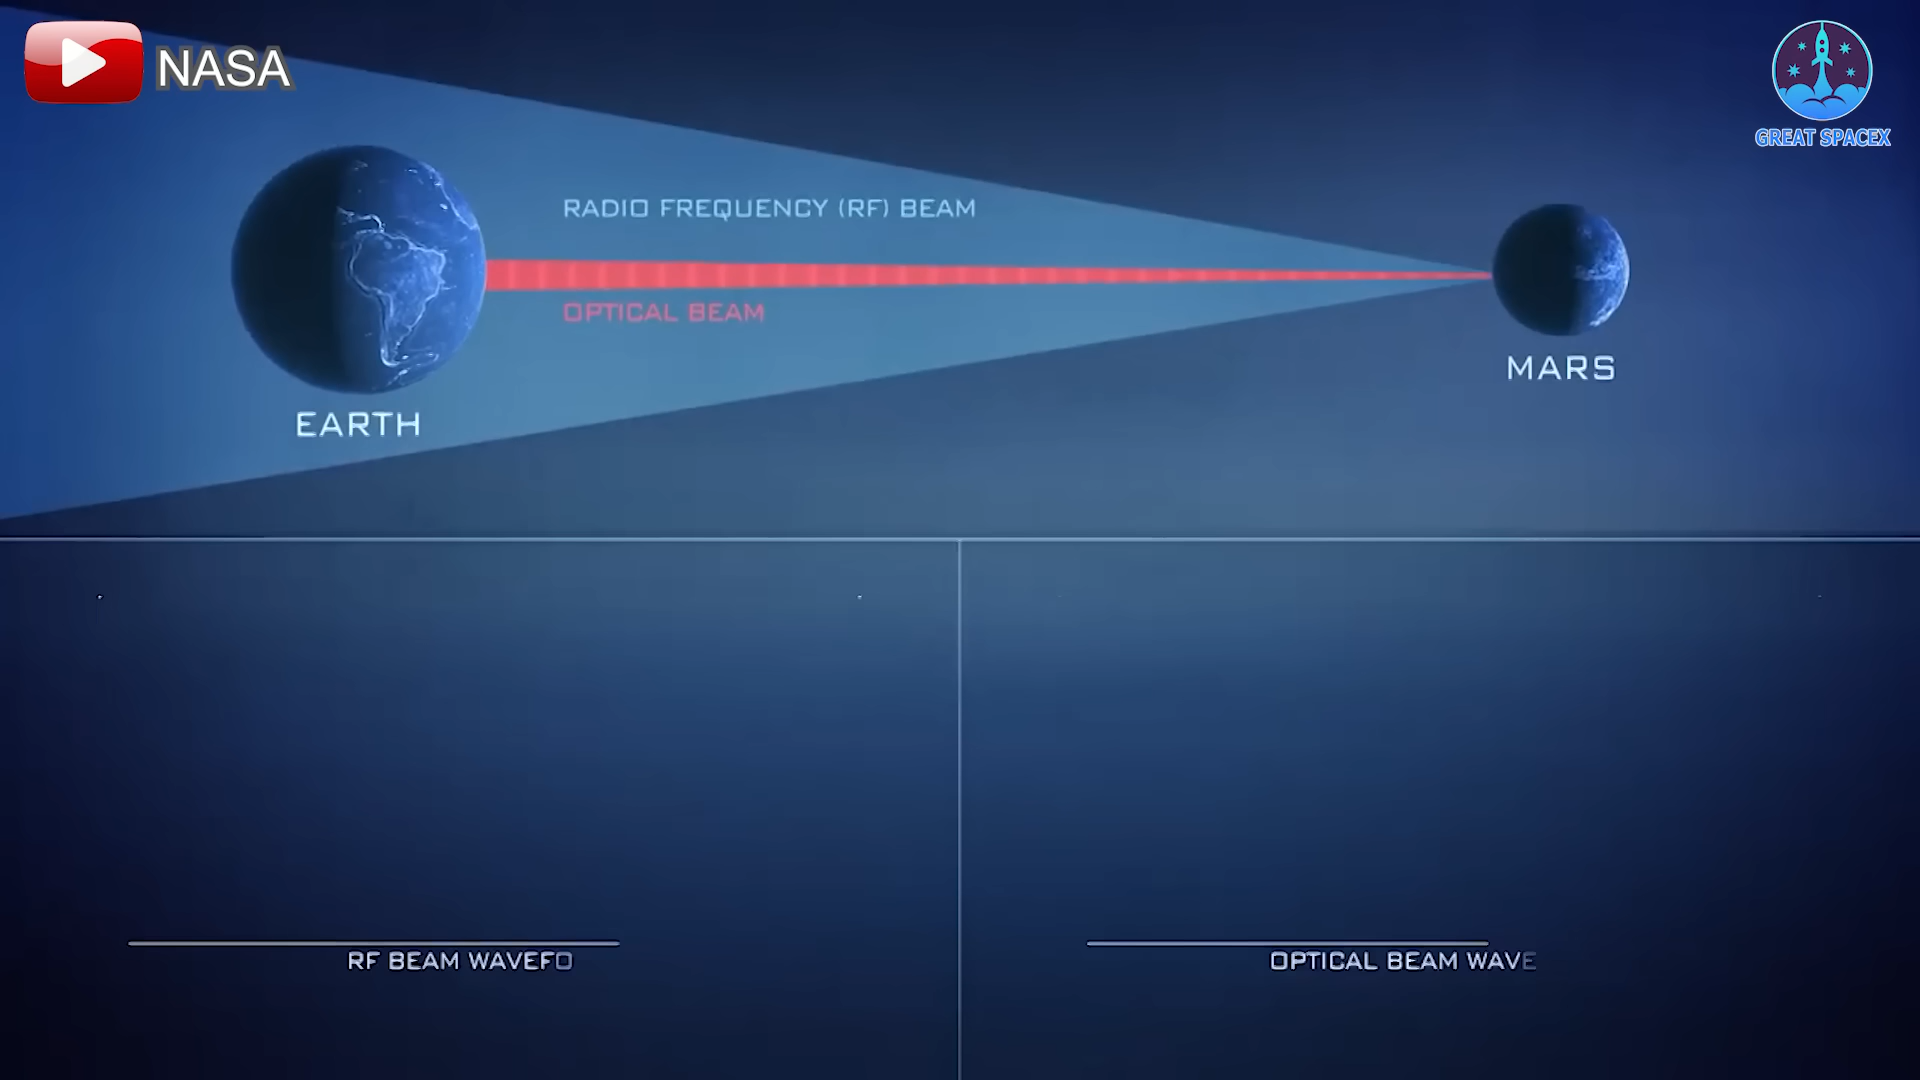 NASA
GREAT SPACEX
RADIO FREQUENCY (RF) BEAM
OPTICAL BEAM
MARS
EARTH
RF BEAM WAVEFO
OPTICAL BEAM WAVE